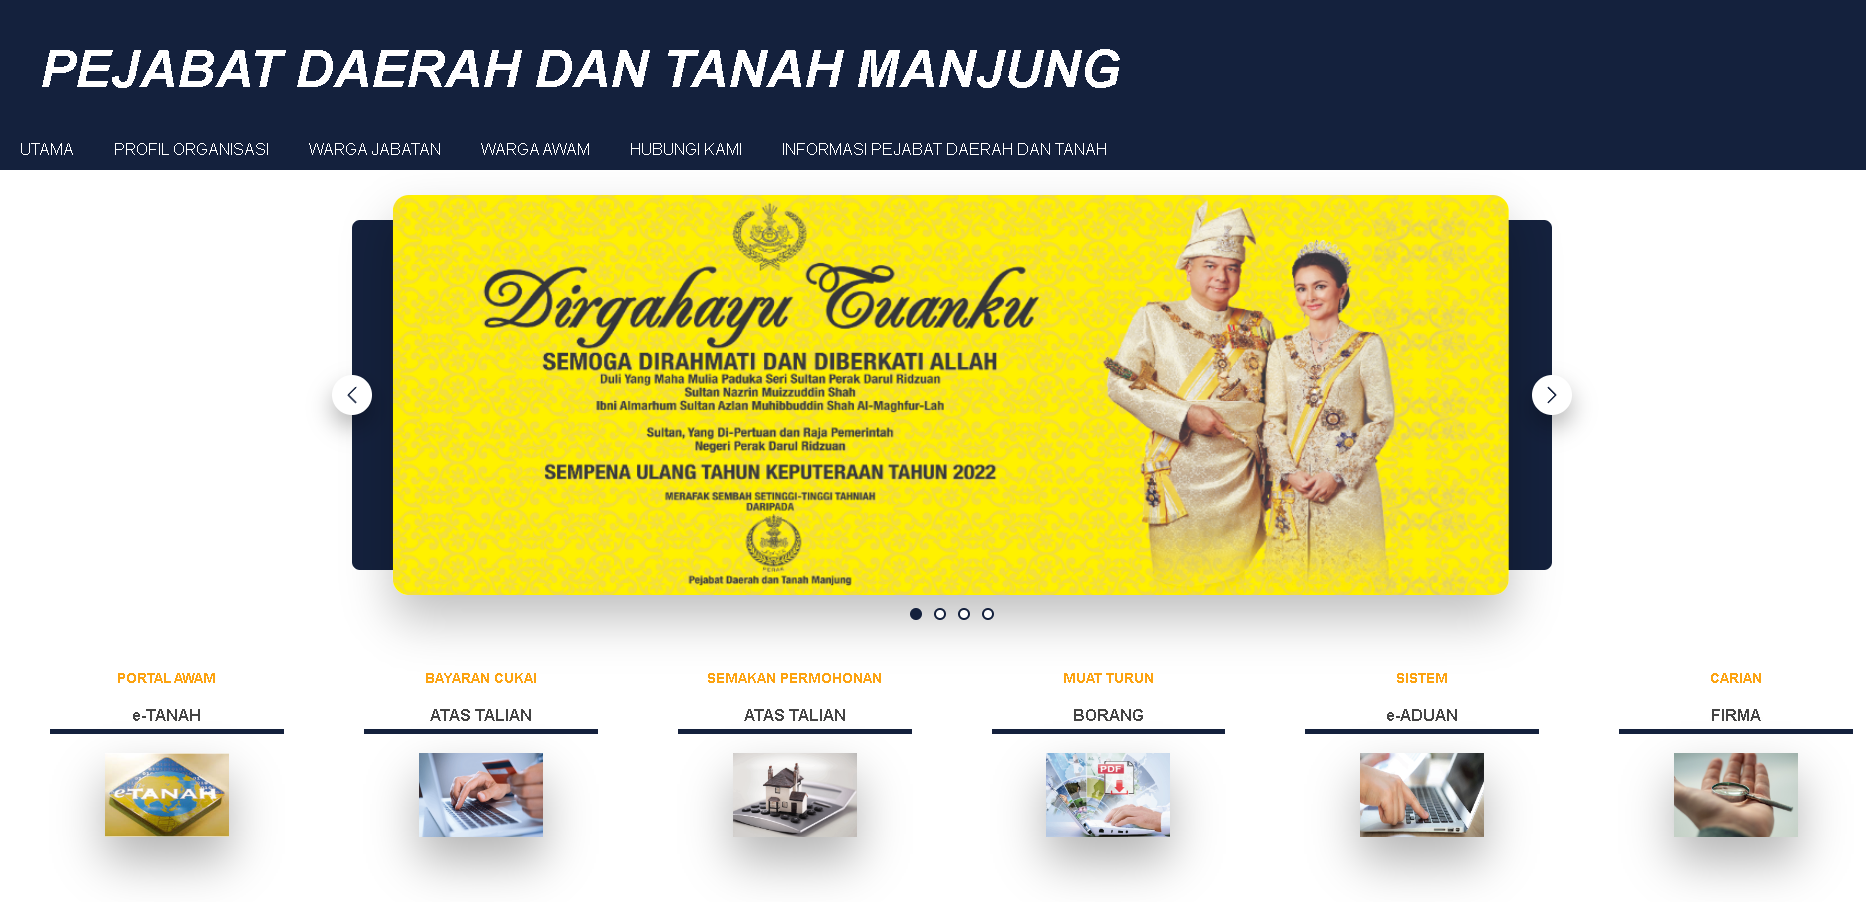 PEJABAT DAERAH DAN TANAH MANJUNG
UTAMA PROFIL ORGANISASI WARGA JABATAN WARGA AWAM HUBUNGI KAMI INFORMASI PEJABAT DAERAH DAN TANAH
Dirgahayu Tuanku
SEMOGA DIRAHMATI DAN DIBERKATI ALLAH
Duli Yang Maha Mulia Paduka Seri Sultan Perak Darul Ridzuan
Sultan Nazrin Muizzuddin Shah
Ibni Almarhum Sultan Azlan Muhibbuddin Shah Al-Maghfur-Lah
Sultan, Yang Di-Pertuan dan Raja Pemerintah
Negeri Perak Darul Ridzuan
SEMPENA ULANG TAHUN KEPUTERAAN TAHUN 2022
MERAFAK SEMBAH SETINGGI-TINGGI TAHNIAH
DARIPADA
PERAK
Pejabat Daerah dan Tanah Manjung
PORTAL AWAM
e-TANAH
e-TANAH
BAYARAN CUKAI
ATAS TALIAN
SEMAKAN PERMOHONAN
ATAS TALIAN
MUAT TURUN
BORANG
PDF
SISTEM
e-ADUAN
CARIAN
FIRMA